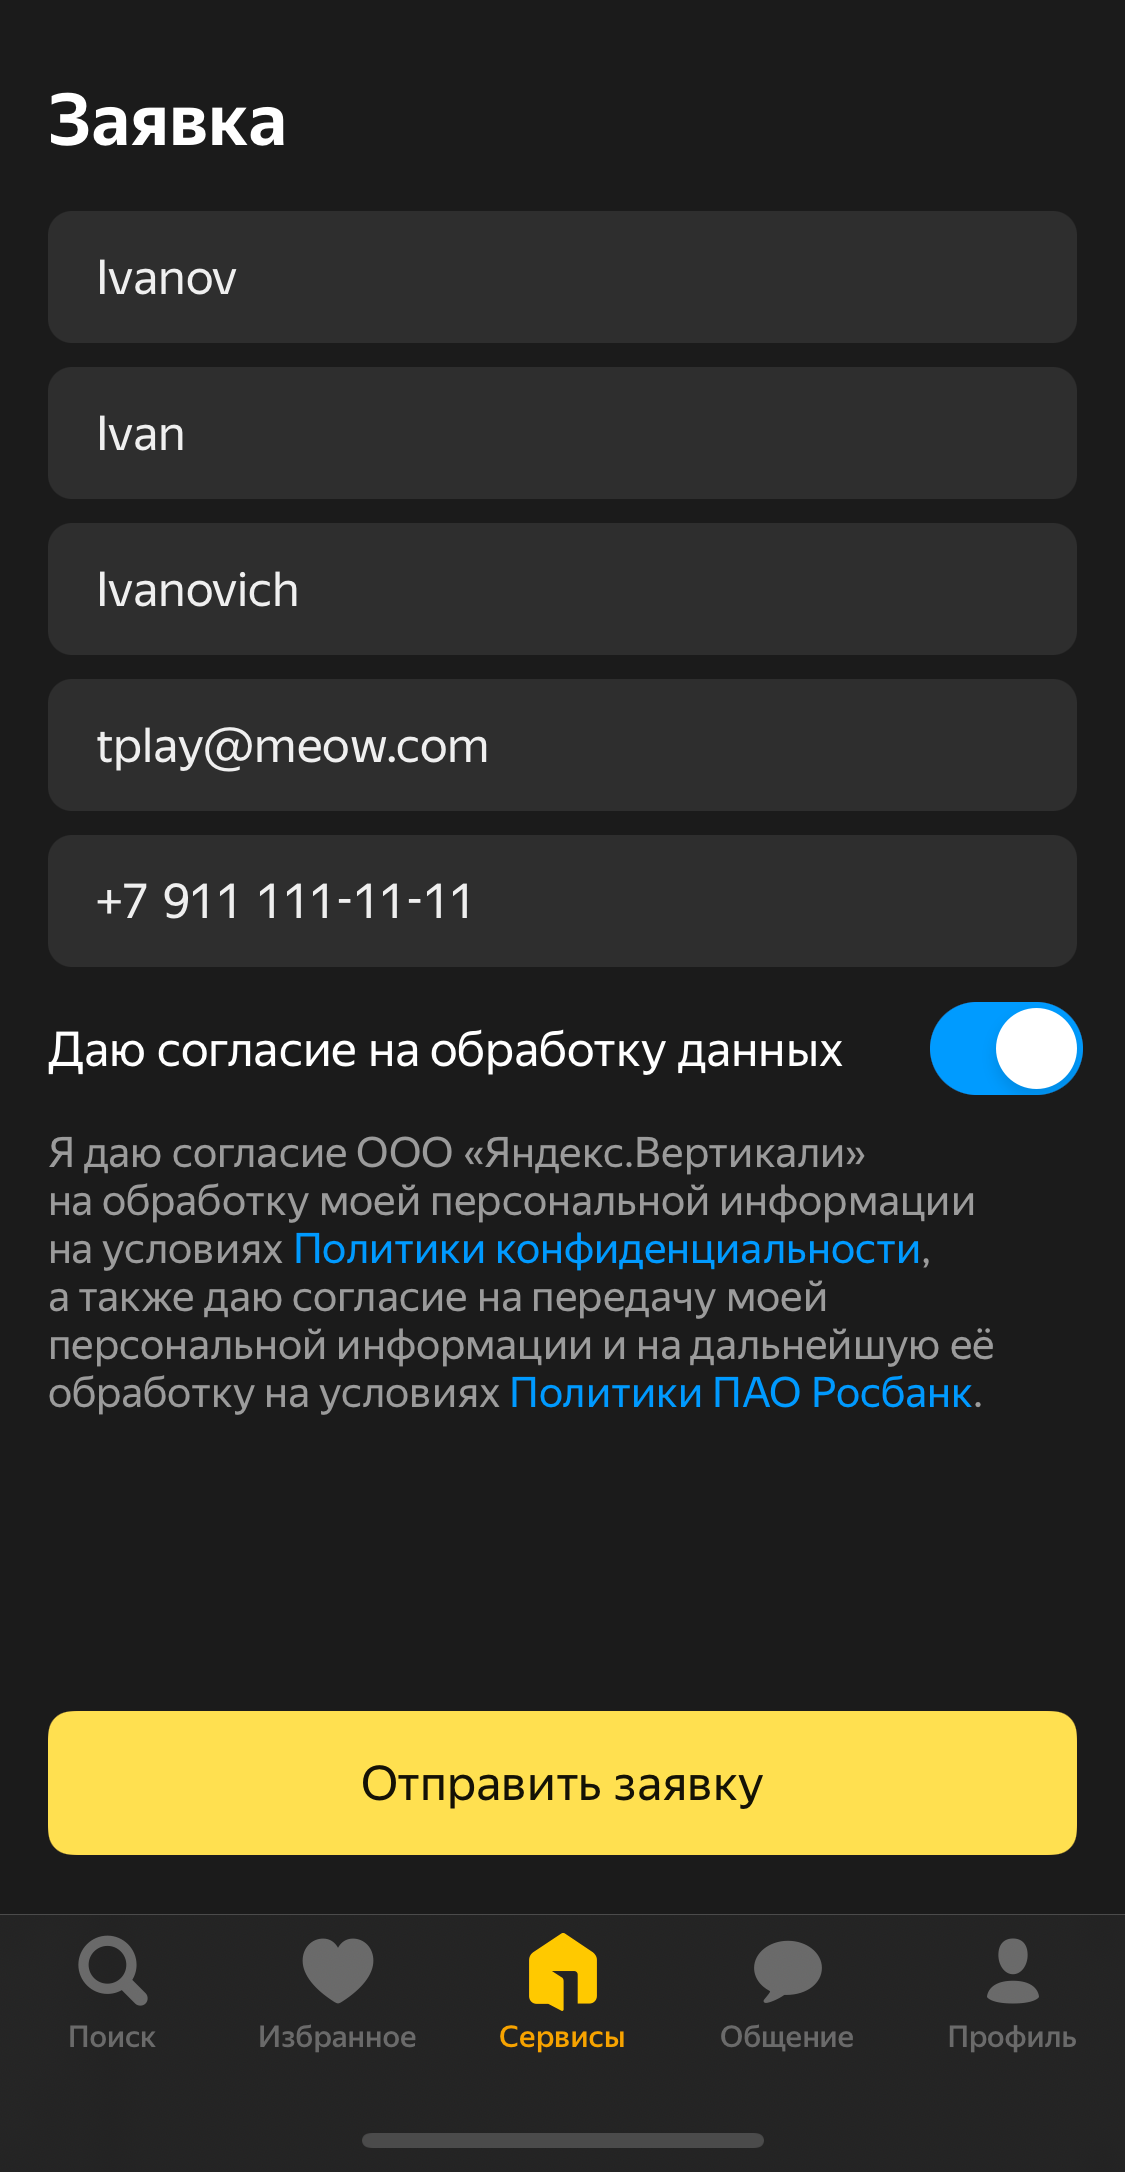 Заявка
Ivanov
Ivan
Ivanovich
tplay@meow.com
+7 911 111-11-11
Даю согласие на обработку данных
Я даю согласие ООО «Яндекс.Вертикали»
на обработку моей персональной информации
на условиях Политики конфиденциальности,
а также даю согласие на передачу моей
персональной информации и на дальнейшую её
обработку на условиях Политики ПАО Росбанк.
Отправить заявку
Поиск Избранное Сервисы Общение Профиль